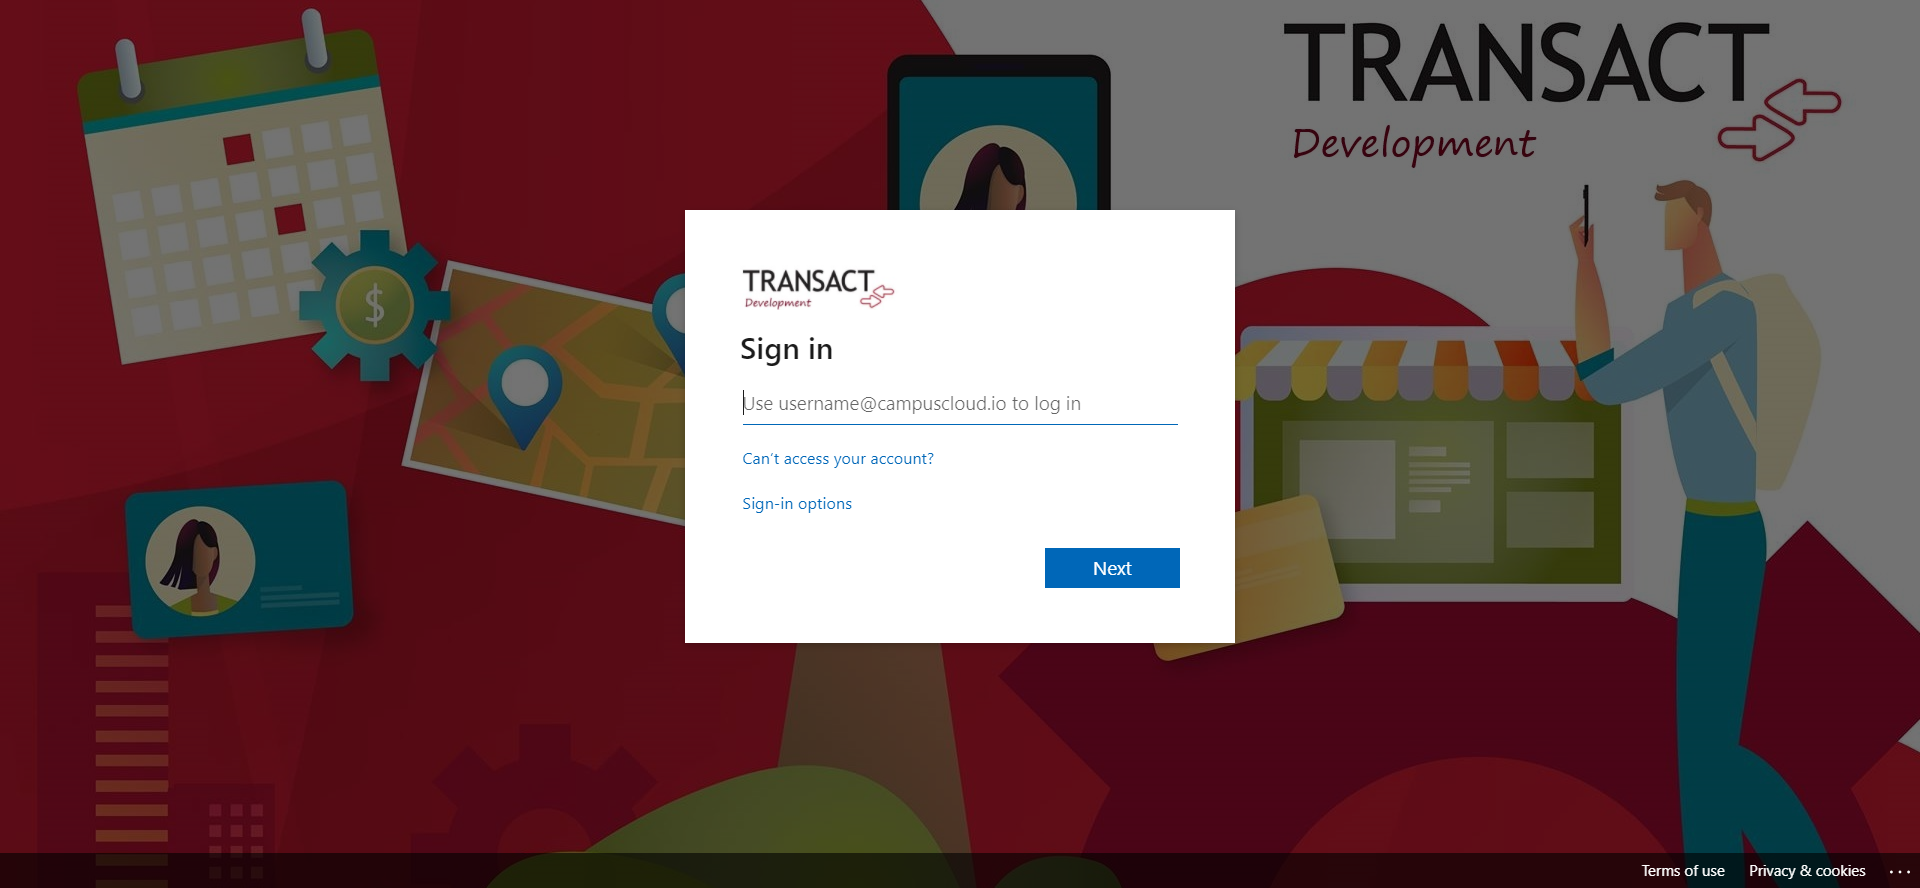 TRANSACT
Development
TRANSACT
Development
Sign in
Use username@campuscloud.io to log in
Can't access your account?
Sign-in options
Next
$
Terms of use
Privacy & cookies
...